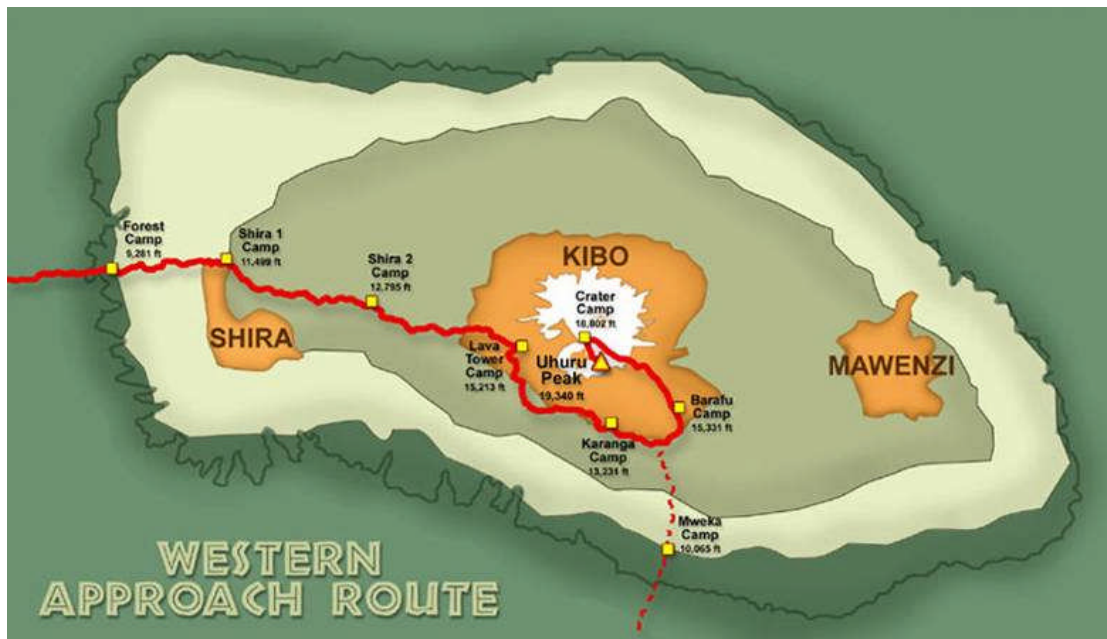 Forest
Camp
9,281 ft
Shira 1
Camp
11,499 ft
Shira 2
Camp
12,795 ft
SHIRA
KIBO
Crater
Camp
18,802 ft
Lava
Tower
Camp
15,213 ft
Uhuru
Peak
19,340 ft
MAWENZI
Barafu
Camp
15,331 ft
Karanga
Camp
13,231 ft
Mweka
Camp
10,065 ft
WESTERN
APPROACH ROUTE